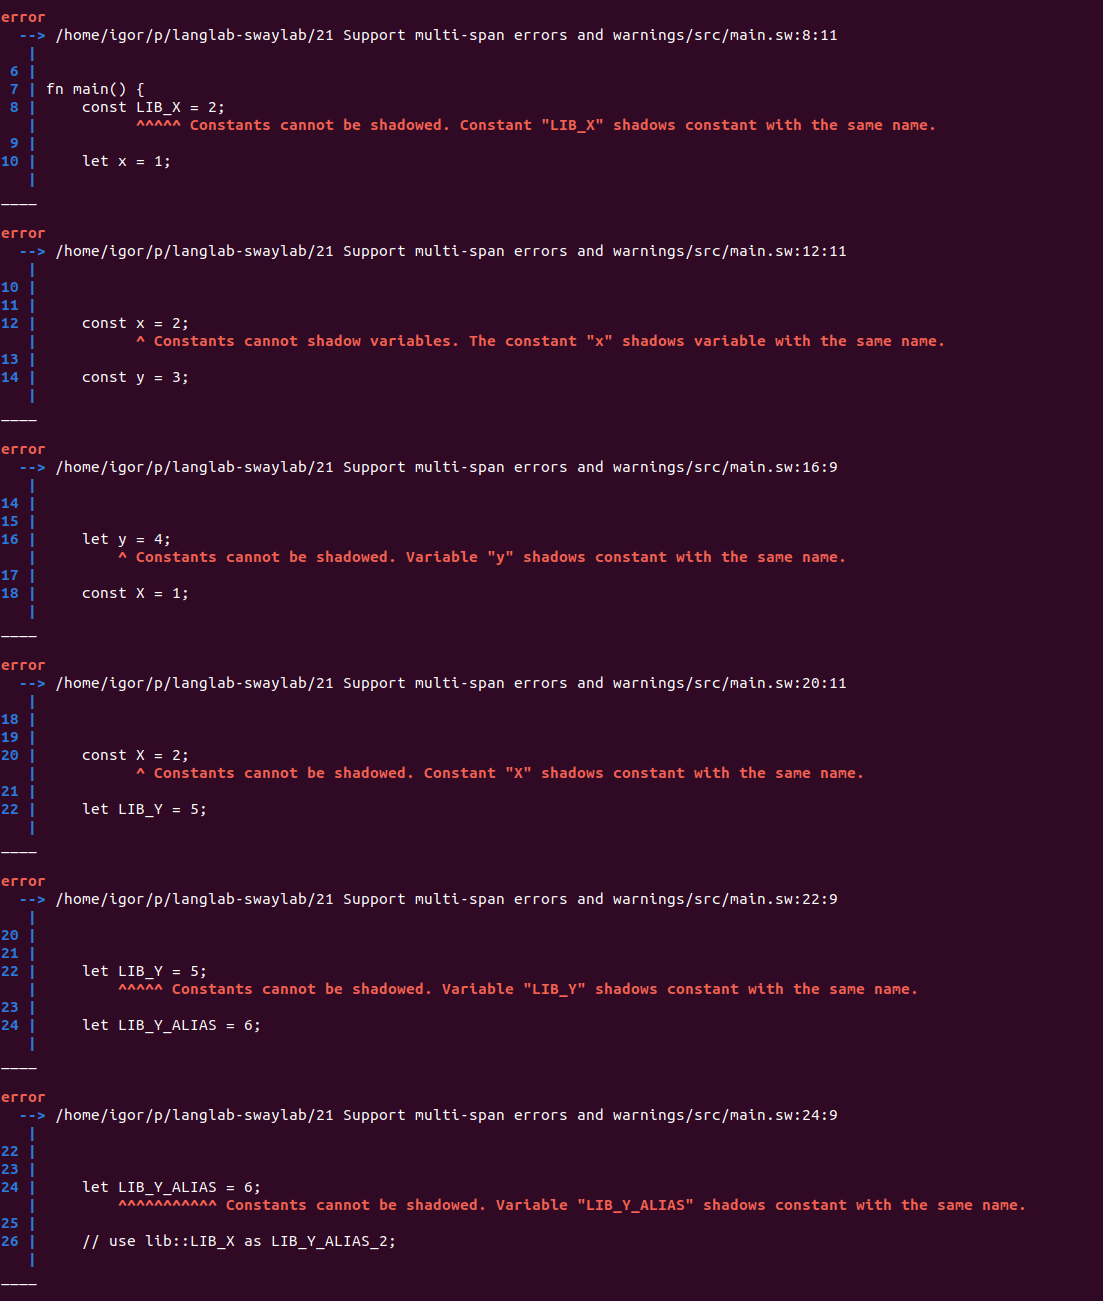 error
  --> /home/igor/p/langlab-swaylab/21 Support multi-span errors and warnings/src/main.sw:8:11
   |
 6 |
 7 | fn main() {
 8 |     const LIB_X = 2;
   |           ^^^^^ Constants cannot be shadowed. Constant "LIB_X" shadows constant with the same name.
 9 |
10 |     let x = 1;
   |
____
error
  --> /home/igor/p/langlab-swaylab/21 Support multi-span errors and warnings/src/main.sw:12:11
   |
10 |
11 |
12 |     const x = 2;
   |           ^ Constants cannot shadow variables. The constant "x" shadows variable with the same name.
13 |
14 |     const y = 3;
   |
____
error
  --> /home/igor/p/langlab-swaylab/21 Support multi-span errors and warnings/src/main.sw:16:9
   |
14 |
15 |
16 |     let y = 4;
   |         ^ Constants cannot be shadowed. Variable "y" shadows constant with the same name.
17 |
18 |     const X = 1;
   |
____
error
  --> /home/igor/p/langlab-swaylab/21 Support multi-span errors and warnings/src/main.sw:20:11
   |
18 |
19 |
20 |     const X = 2;
   |           ^ Constants cannot be shadowed. Constant "X" shadows constant with the same name.
21 |
22 |     let LIB_Y = 5;
   |
____
error
  --> /home/igor/p/langlab-swaylab/21 Support multi-span errors and warnings/src/main.sw:22:9
   |
20 |
21 |
22 |     let LIB_Y = 5;
   |         ^^^^^ Constants cannot be shadowed. Variable "LIB_Y" shadows constant with the same name.
23 |
24 |     let LIB_Y_ALIAS = 6;
   |
____
error
  --> /home/igor/p/langlab-swaylab/21 Support multi-span errors and warnings/src/main.sw:24:9
   |
22 |
23 |
24 |     let LIB_Y_ALIAS = 6;
   |         ^^^^^^^^^^^ Constants cannot be shadowed. Variable "LIB_Y_ALIAS" shadows constant with the same name.
25 |
26 |     // use lib::LIB_X as LIB_Y_ALIAS_2;
   |
____